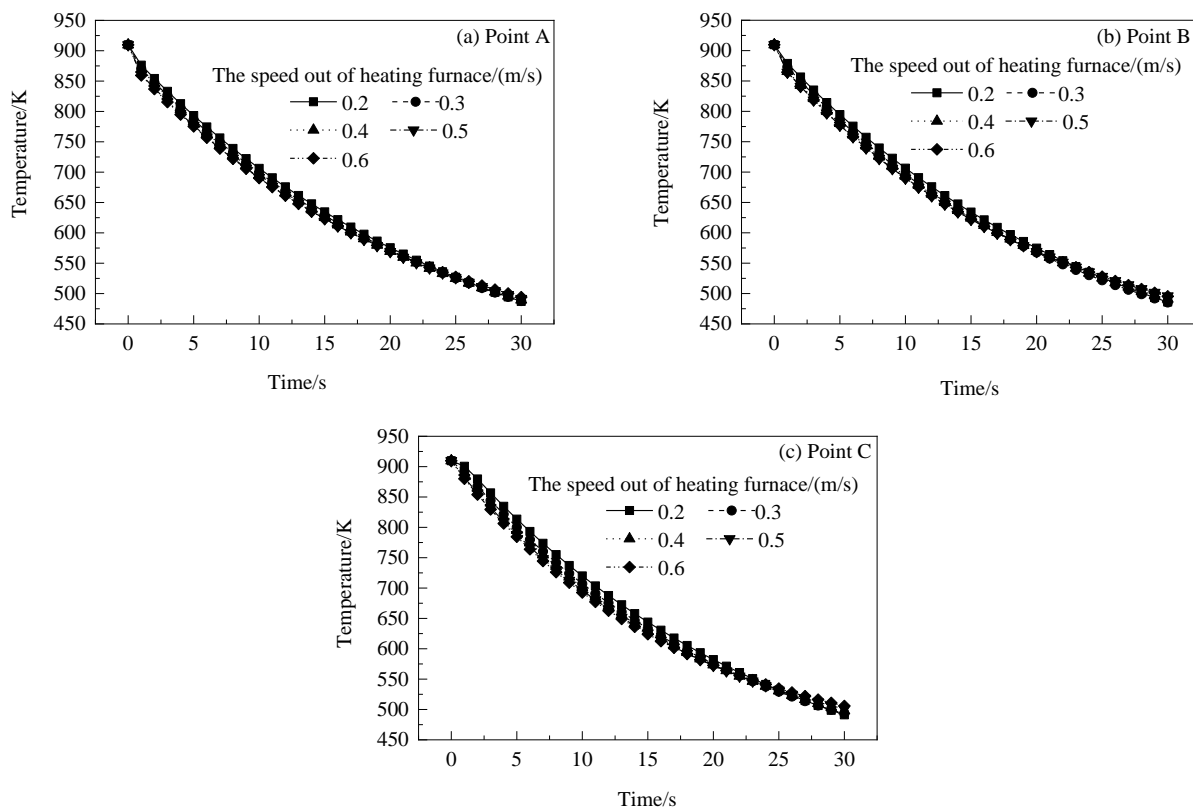 (a) Point A
The speed out of heating furnace/(m/s)
0.2 0.3
0.4 0.5
0.6
Temperature/K
950
900
850
800
750
700
650
600
550
500
450
0 5 10 15 20 25 30
Time/s
(b) Point B
The speed out of heating furnace/(m/s)
0.2 0.3
0.4 0.5
0.6
Temperature/K
950
900
850
800
750
700
650
600
550
500
450
0 5 10 15 20 25 30
Time/s
(c) Point C
The speed out of heating furnace/(m/s)
0.2 0.3
0.4 0.5
0.6
Temperature/K
950
900
850
800
750
700
650
600
550
500
450
0 5 10 15 20 25 30
Time/s